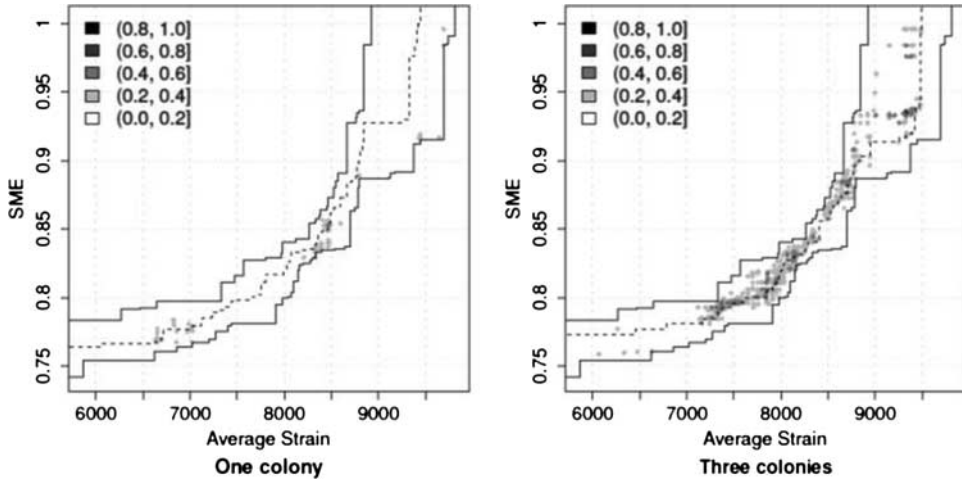 SME
1
0.95
0.9
0.85
0.8
0.75
(0.8, 1.0]
(0.6, 0.8]
(0.4, 0.6]
(0.2, 0.4]
(0.0, 0.2]
6000 7000 8000 9000
Average Strain
One colony
SME
1
0.95
0.9
0.85
0.8
0.75
(0.8, 1.0]
(0.6, 0.8]
(0.4, 0.6]
(0.2, 0.4]
(0.0, 0.2]
6000 7000 8000 9000
Average Strain
Three colonies